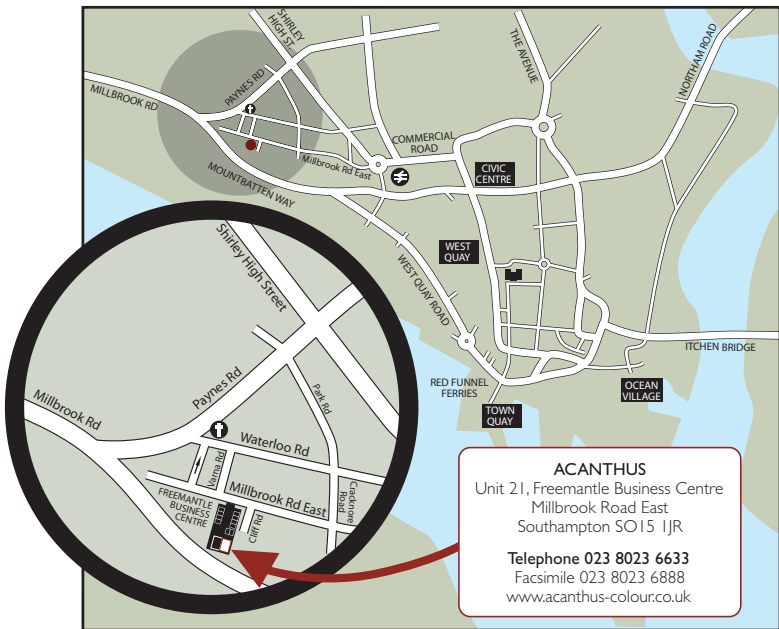 SHIRLEY
HIGH ST.
THE AVENUE
NORTHAM ROAD
PAYNES RD
MILLBROOK RD
COMMERCIAL
ROAD
Millbrook Rd East
CIVIC
CENTRE
MOUNTBATTEN WAY
WEST
QUAY
WEST QUAY ROAD
ITCHEN BRIDGE
RED FUNNEL
FERRIES
OCEAN
VILLAGE
TOWN
QUAY
Shirley High Street
Millbrook Rd
Paynes Rd
Park Rd
Waterloo Rd
Varna Rd
Millbrook Rd East
Cracknore
Road
FREEMANTLE
BUSINESS
CENTRE
Cliff Rd
ACANTHUS
Unit 21, Freemantle Business Centre
Millbrook Road East
Southampton SO15 1JR
Telephone 023 8023 6633
Facsimile 023 8023 6888
www.acanthus-colour.co.uk